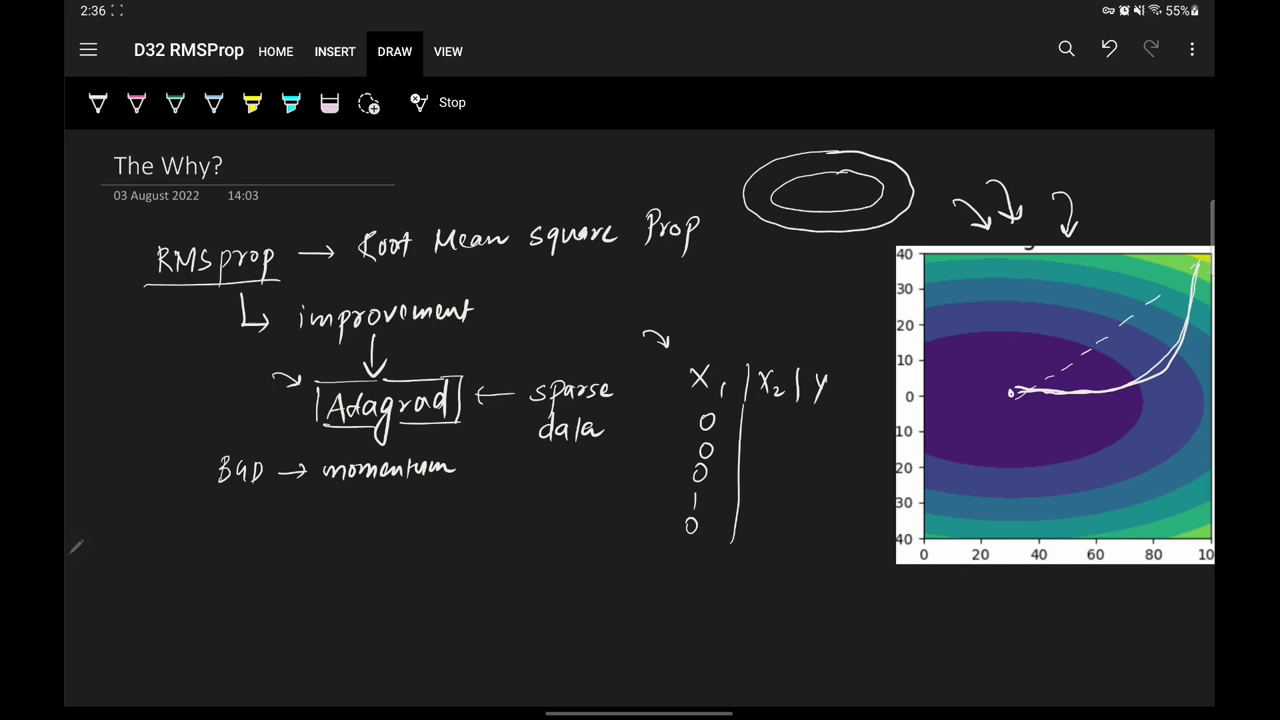 2:36
55%
D32 RMSProp HOME INSERT DRAW VIEW
Stop
The Why?
03 August 2022 14:03
RMSprop → Root Mean square Prop
improvement
Adagrad ← sparse
data
BGD → momentum
X1 | X2 | Y
0
0
0
1
0
40
30
20
10
0
10
20
30
40
0 20 40 60 80 10